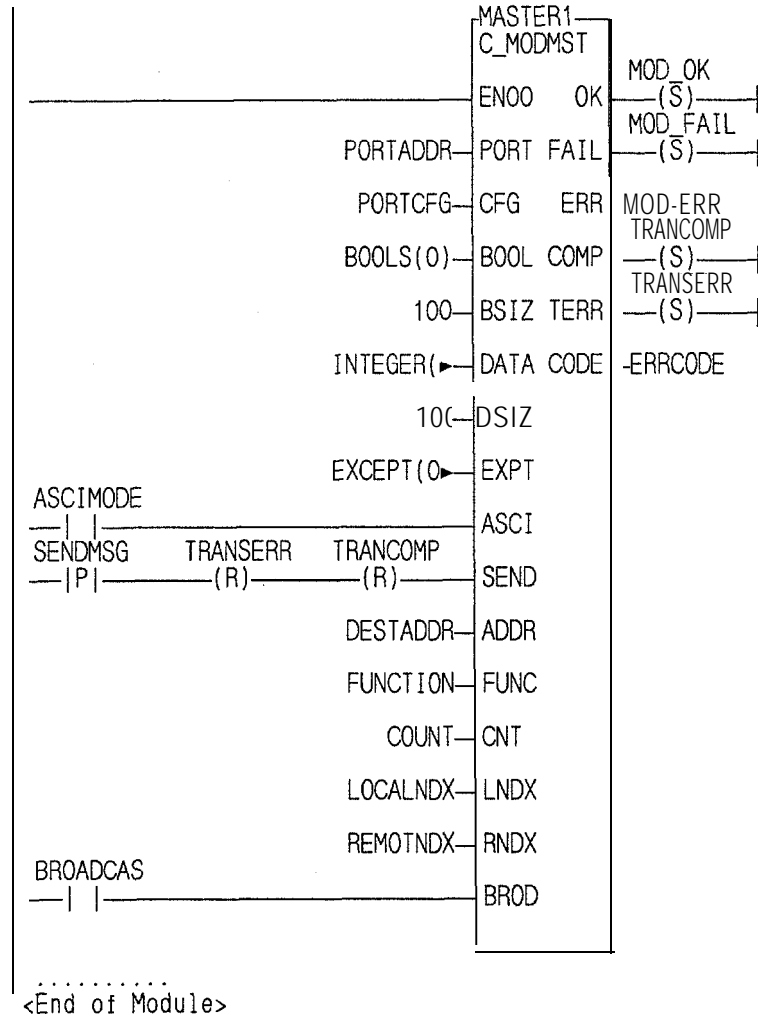 MASTER1
C_MODMST
MOD_OK
EN00 OK (S)
MOD_FAIL
PORTADDR PORT FAIL (S)
PORTCFG CFG ERR MOD-ERR
TRANCOMP
BOOLS(0) BOOL COMP (S)
TRANSERR
100 BSIZ TERR (S)
INTEGER(► DATA CODE -ERRCODE
10( DSIZ
EXCEPT(0► EXPT
ASCIMODE
ASCI
SENDMSG TRANSERR TRANCOMP
|P| (R) (R) SEND
DESTADDR ADDR
FUNCTION FUNC
COUNT CNT
LOCALNDX LNDX
REMOTNDX RNDX
BROADCAS
BROD
..........
<End of Module>